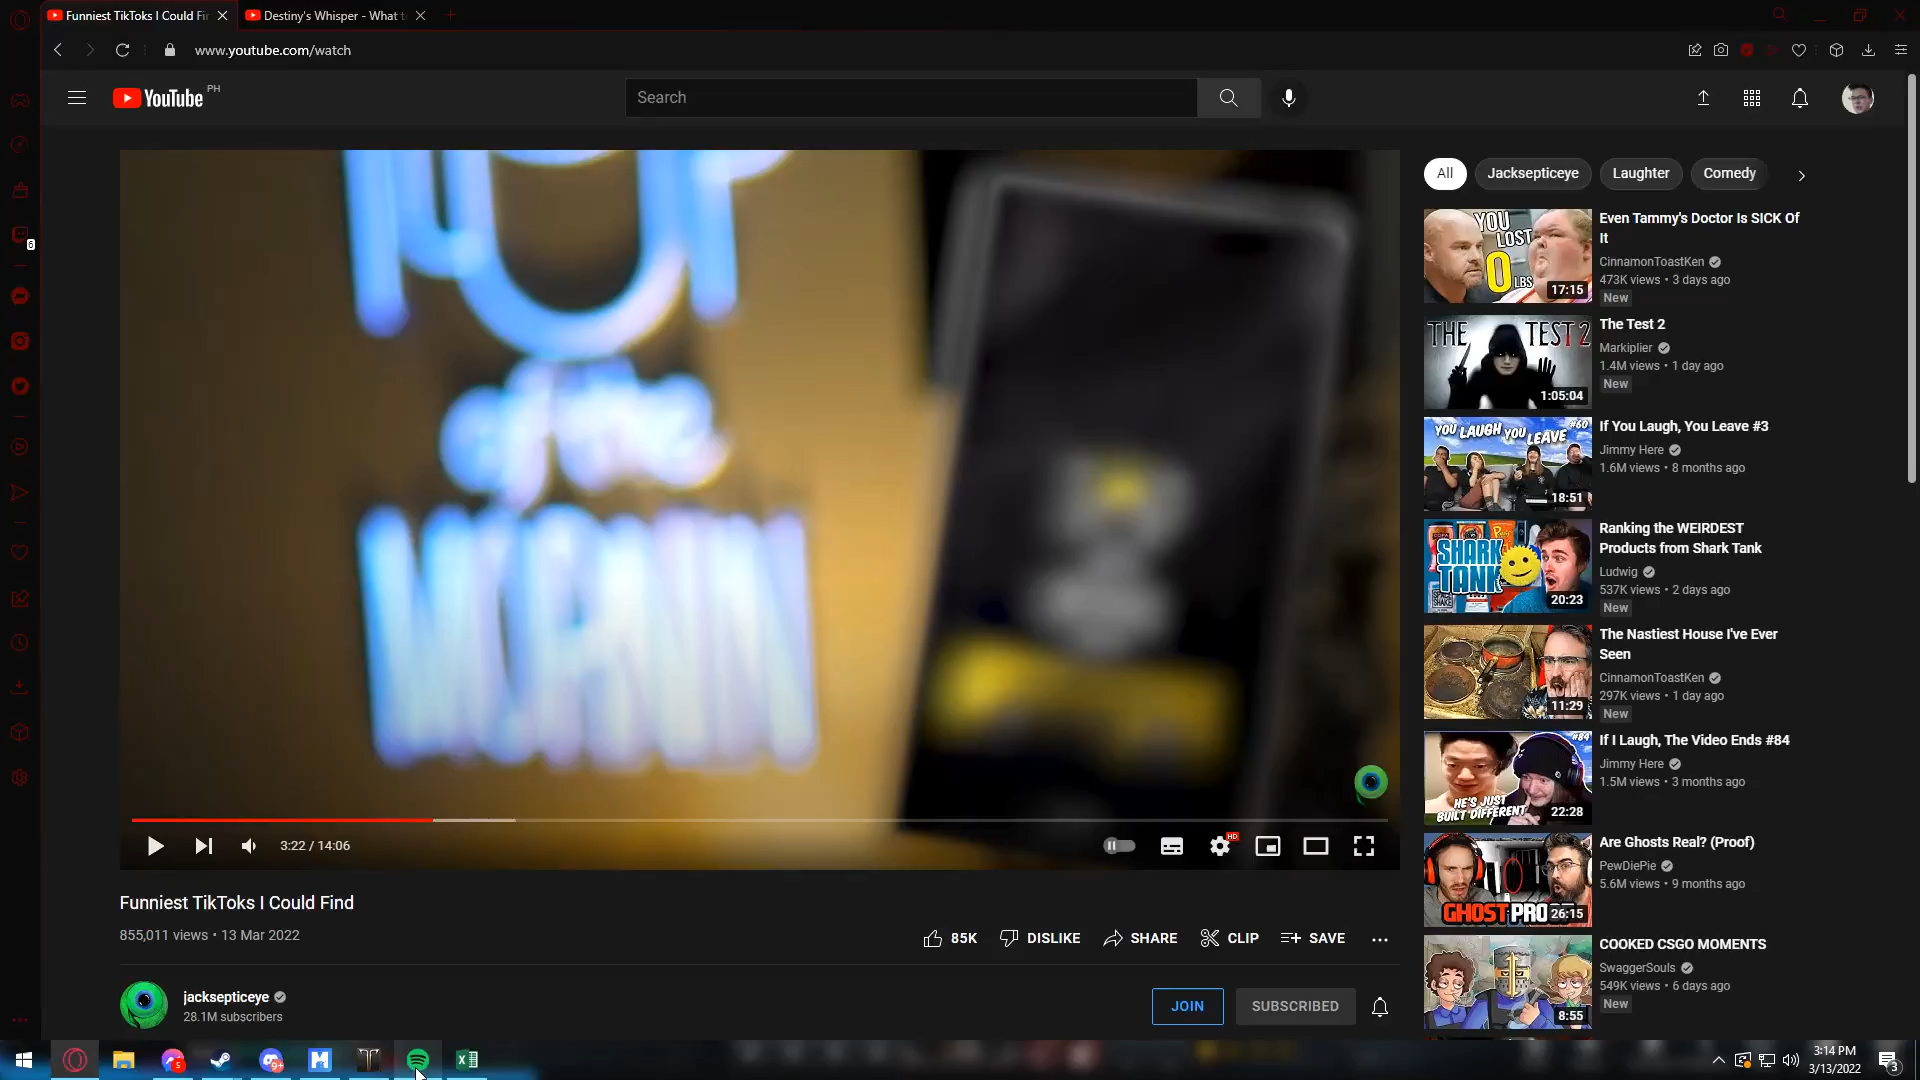 Funniest TikToks I Could Fi
Destiny's Whisper - What t
www.youtube.com/watch
YouTube PH
Search
6
All
Jacksepticeye
Laughter
Comedy
YOU LOST 0 LBS
17:15
Even Tammy's Doctor Is SICK Of
It
CinnamonToastKen
473K views • 3 days ago
New
THE TEST 2
1:05:04
The Test 2
Markiplier
1.4M views • 1 day ago
New
YOU LAUGH YOU LEAVE #60
18:51
If You Laugh, You Leave #3
Jimmy Here
1.6M views • 8 months ago
SHARK
TANK
20:23
Ranking the WEIRDEST
Products from Shark Tank
Ludwig
537K views • 2 days ago
New
11:29
The Nastiest House I've Ever
Seen
CinnamonToastKen
297K views • 1 day ago
New
#84
HE'S JUST
BUILT DIFFERENT
22:28
If I Laugh, The Video Ends #84
Jimmy Here
1.5M views • 3 months ago
GHOST PRO
26:15
Are Ghosts Real? (Proof)
PewDiePie
5.6M views • 9 months ago
8:55
COOKED CSGO MOMENTS
SwaggerSouls
549K views • 6 days ago
New
3:22 / 14:06
HD
Funniest TikToks I Could Find
855,011 views • 13 Mar 2022
85K
DISLIKE
SHARE
CLIP
SAVE
jacksepticeye
28.1M subscribers
JOIN
SUBSCRIBED
5
9+
3:14 PM
3/13/2022
3